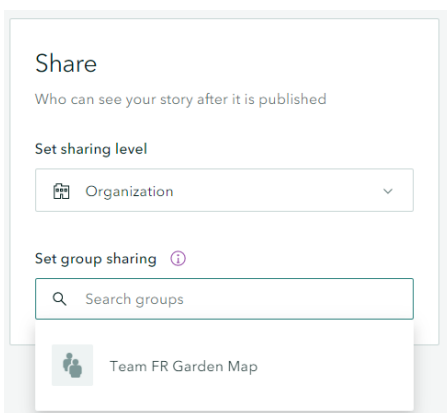 Share
Who can see your story after it is published
Set sharing level
Organization
Set group sharing
Search groups
Team FR Garden Map